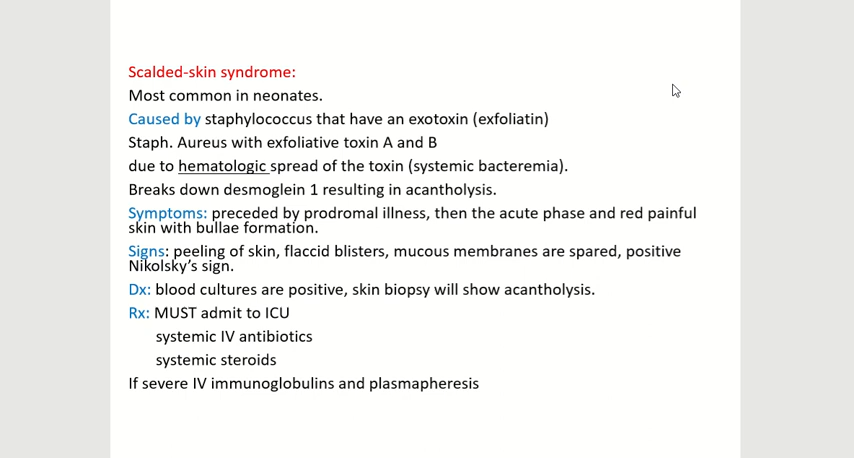 Scalded-skin syndrome:
Most common in neonates.
Caused by staphylococcus that have an exotoxin (exfoliatin)
Staph. Aureus with exfoliative toxin A and B
due to hematologic spread of the toxin (systemic bacteremia).
Breaks down desmoglein 1 resulting in acantholysis.
Symptoms: preceded by prodromal illness, then the acute phase and red painful
skin with bullae formation.
Signs: peeling of skin, flaccid blisters, mucous membranes are spared, positive
Nikolsky's sign.
Dx: blood cultures are positive, skin biopsy will show acantholysis.
Rx: MUST admit to ICU
systemic IV antibiotics
systemic steroids
If severe IV immunoglobulins and plasmapheresis